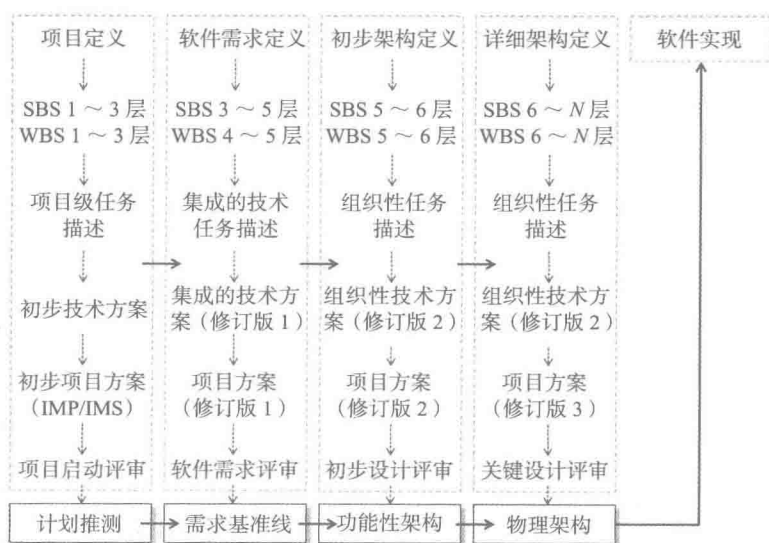 项目定义
SBS 1～3 层
WBS 1～3 层
项目级任务
描述
初步技术方案
初步项目方案
（IMP/IMS）
项目启动评审
计划推测
软件需求定义
SBS 3～5 层
WBS 4～5 层
集成的技术
任务描述
集成的技术方
案（修订版 1）
项目方案
（修订版 1）
软件需求评审
需求基准线
初步架构定义
SBS 5～6 层
WBS 5～6 层
组织性任务
描述
组织性技术方
案（修订版 2）
项目方案
（修订版 2）
初步设计评审
功能性架构
详细架构定义
SBS 6～N 层
WBS 6～N 层
组织性任务
描述
组织性技术方
案（修订版 2）
项目方案
（修订版 3）
关键设计评审
物理架构
软件实现